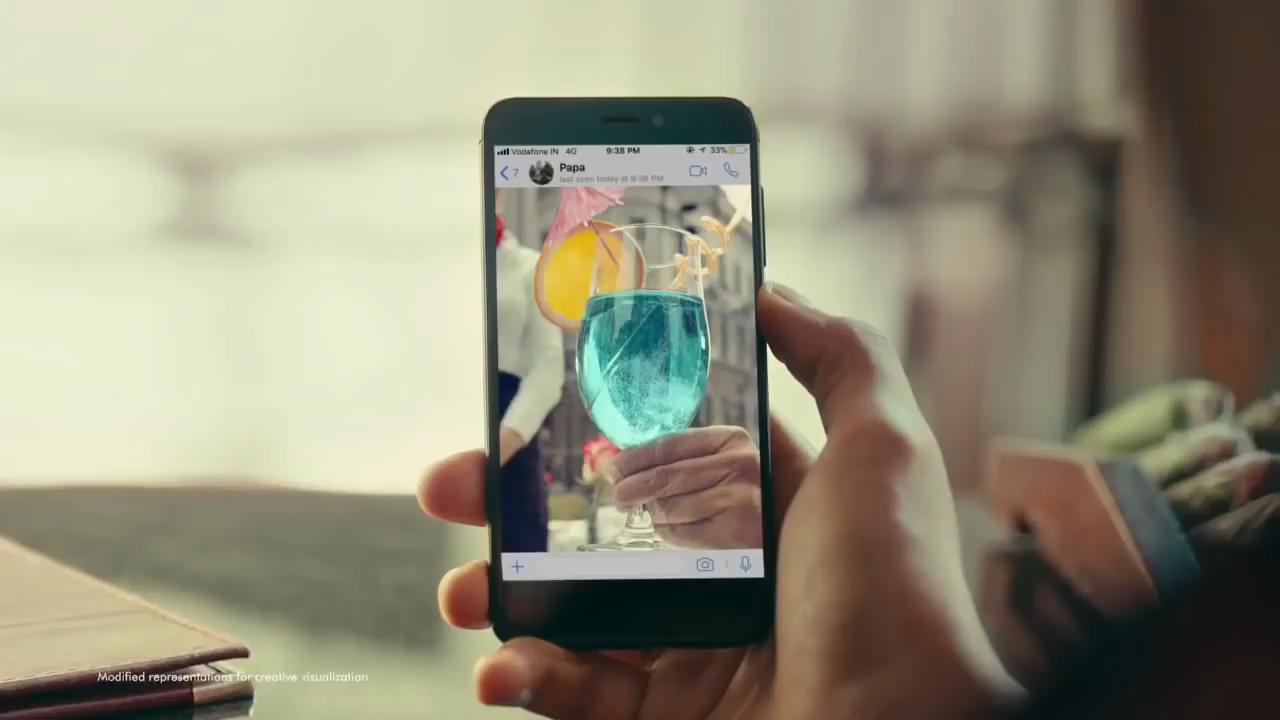 Vodafone IN 4G 9:38 PM 33%
7 Papa
last seen today at 9:38 PM
Modified representations for creative visualization